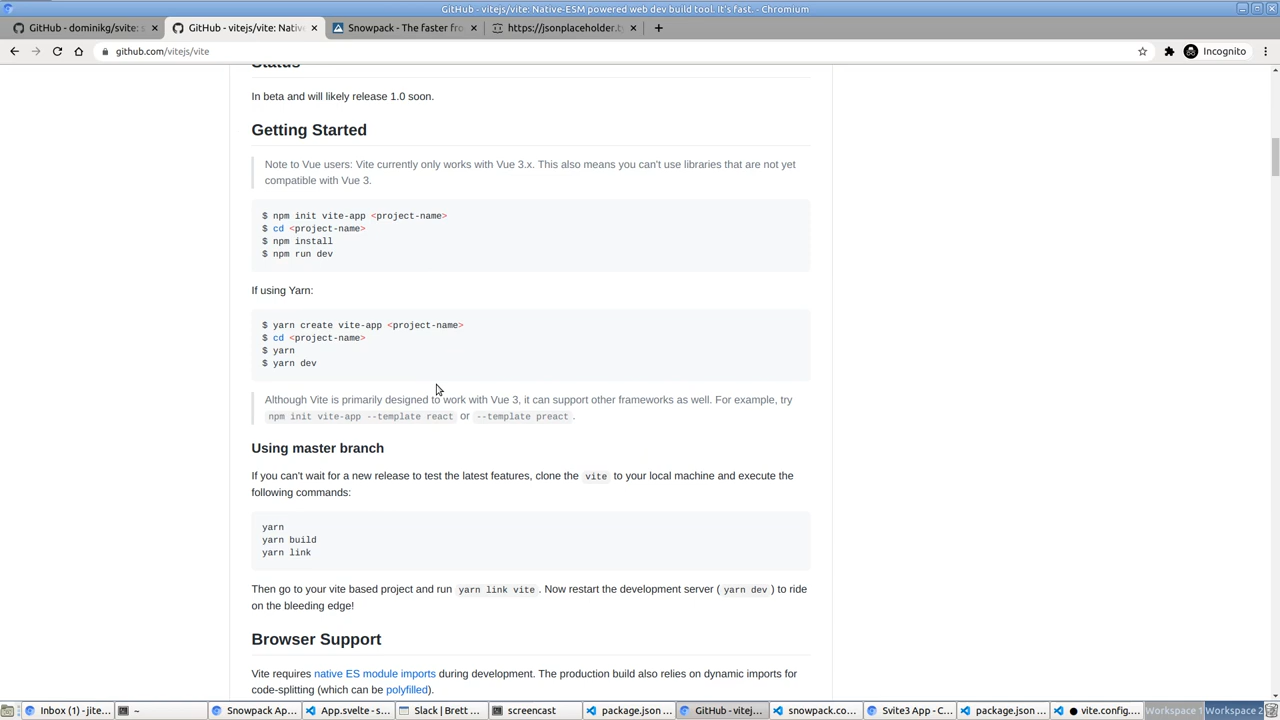 GitHub - vitejs/vite: Native-ESM powered web dev build tool. It's fast. - Chromium
GitHub - dominikg/svite: s
GitHub - vitejs/vite: Nativ
Snowpack - The faster fro
https://jsonplaceholder.ty
github.com/vitejs/vite
Incognito
Status
In beta and will likely release 1.0 soon.
Getting Started
Note to Vue users: Vite currently only works with Vue 3.x. This also means you can't use libraries that are not yet
compatible with Vue 3.
$ npm init vite-app <project-name>
$ cd <project-name>
$ npm install
$ npm run dev
If using Yarn:
$ yarn create vite-app <project-name>
$ cd <project-name>
$ yarn
$ yarn dev
Although Vite is primarily designed to work with Vue 3, it can support other frameworks as well. For example, try
npm init vite-app --template react or --template preact.
Using master branch
If you can't wait for a new release to test the latest features, clone the vite to your local machine and execute the
following commands:
yarn
yarn build
yarn link
Then go to your vite based project and run yarn link vite. Now restart the development server (yarn dev) to ride
on the bleeding edge!
Browser Support
Vite requires native ES module imports during development. The production build also relies on dynamic imports for
code-splitting (which can be polyfilled).
Inbox (1) - jite...
~
Snowpack Ap...
App.svelte - s...
Slack | Brett ...
screencast
package.json ...
GitHub - vitej...
snowpack.co...
Svite3 App - C...
package.json ...
● vite.config....
Workspace 1
Workspace 2